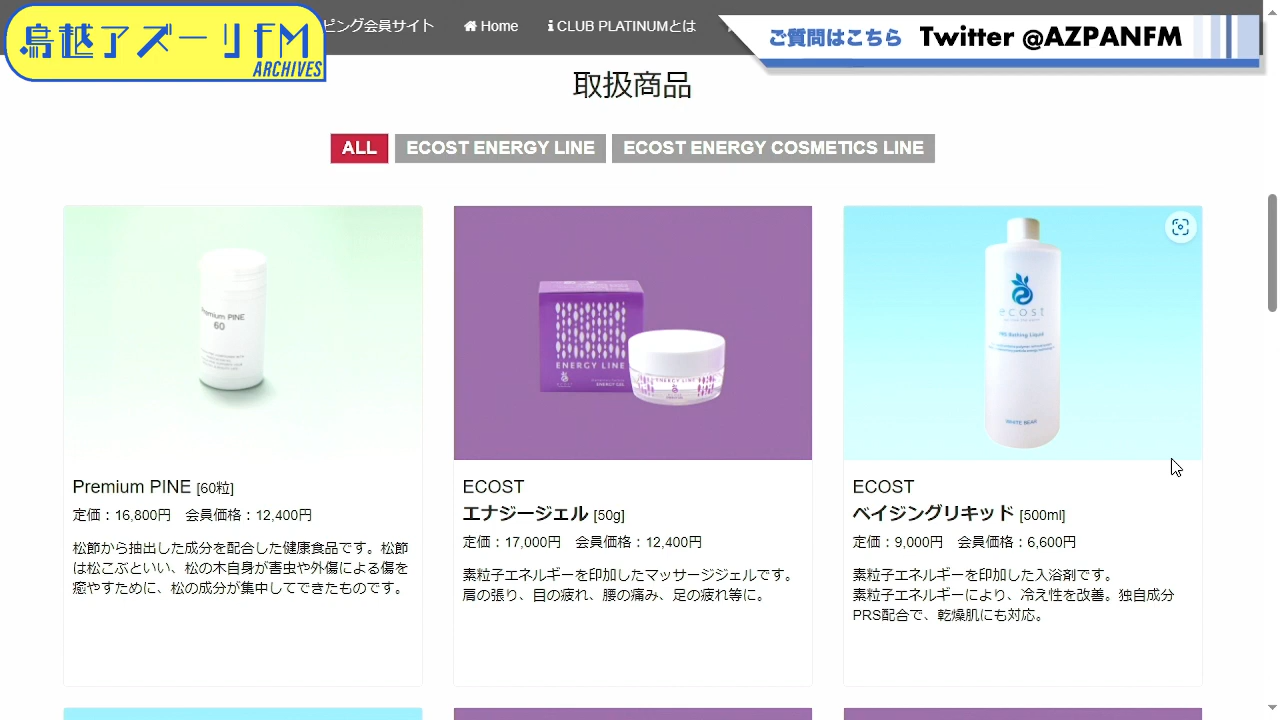 鳥越アズーリFM
ARCHIVES
ピング会員サイト
Home
CLUB PLATINUMとは
ご質問はこちら Twitter @AZPANFM
取扱商品
ALL
ECOST ENERGY LINE
ECOST ENERGY COSMETICS LINE
Premium PINE
60
ENERGY LINE
ecost
ENERGY GEL
ENERGY LINE
ecost
PRS Bathing Liquid
WHITE BEAR
Premium PINE [60粒]
定価：16,800円 会員価格：12,400円
松節から抽出した成分を配合した健康食品です。松節
は松こぶといい、松の木自身が害虫や外傷による傷を
癒やすために、松の成分が集中してできたものです。
ECOST
エナジージェル [50g]
定価：17,000円 会員価格：12,400円
素粒子エネルギーを印加したマッサージジェルです。
肩の張り、目の疲れ、腰の痛み、足の疲れ等に。
ECOST
ベイジングリキッド [500ml]
定価：9,000円 会員価格：6,600円
素粒子エネルギーを印加した入浴剤です。
素粒子エネルギーにより、冷え性を改善。独自成分
PRS配合で、乾燥肌にも対応。